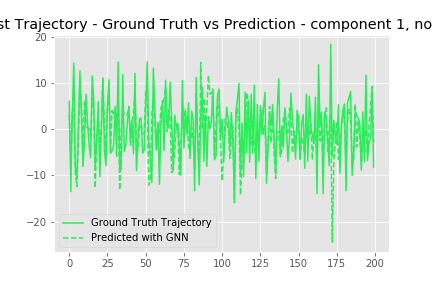 st Trajectory - Ground Truth vs Prediction - component 1, no
20
10
0
−10
−20
Ground Truth Trajectory
Predicted with GNN
0 25 50 75 100 125 150 175 200